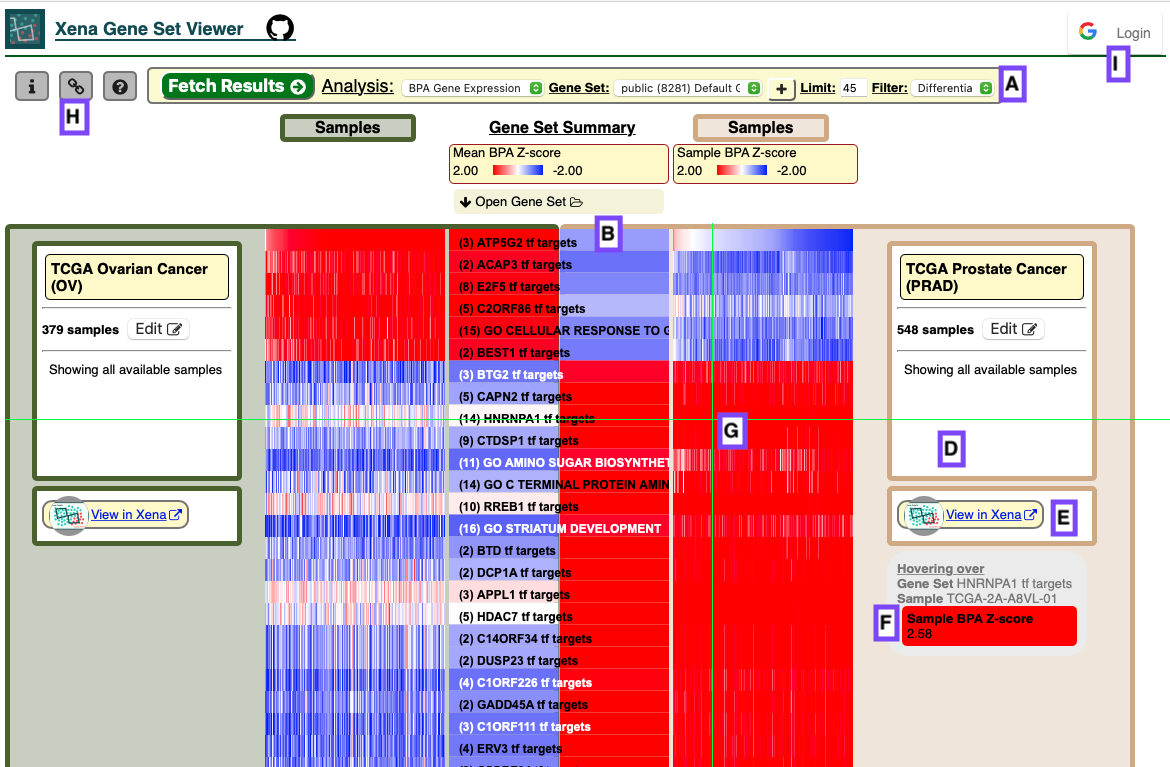 Xena Gene Set Viewer
Login
I
Fetch Results
Analysis:
BPA Gene Expression
Gene Set:
public (8281) Default G
+
Limit:
45
Filter:
Differentia
A
H
Samples
Gene Set Summary
Samples
Mean BPA Z-score
2.00 -2.00
Sample BPA Z-score
2.00 -2.00
Open Gene Set
B
TCGA Ovarian Cancer
(OV)
379 samples Edit
Showing all available samples
View in Xena
(3) ATP5G2 tf targets
(2) ACAP3 tf targets
(8) E2F5 tf targets
(5) C2ORF86 tf targets
(15) GO CELLULAR RESPONSE TO G
(2) BEST1 tf targets
(3) BTG2 tf targets
(5) CAPN2 tf targets
(14) HNRNPA1 tf targets
(9) CTDSP1 tf targets
(11) GO AMINO SUGAR BIOSYNTHET
(14) GO C TERMINAL PROTEIN AMIN
(10) RREB1 tf targets
(16) GO STRIATUM DEVELOPMENT
(2) BTD tf targets
(2) DCP1A tf targets
(3) APPL1 tf targets
(5) HDAC7 tf targets
(2) C14ORF34 tf targets
(2) DUSP23 tf targets
(4) C1ORF226 tf targets
(2) GADD45A tf targets
(3) C1ORF111 tf targets
(4) ERV3 tf targets
G
TCGA Prostate Cancer
(PRAD)
548 samples Edit
Showing all available samples
D
View in Xena
E
Hovering over
Gene Set HNRNPA1 tf targets
Sample TCGA-2A-A8VL-01
F
Sample BPA Z-score
2.58